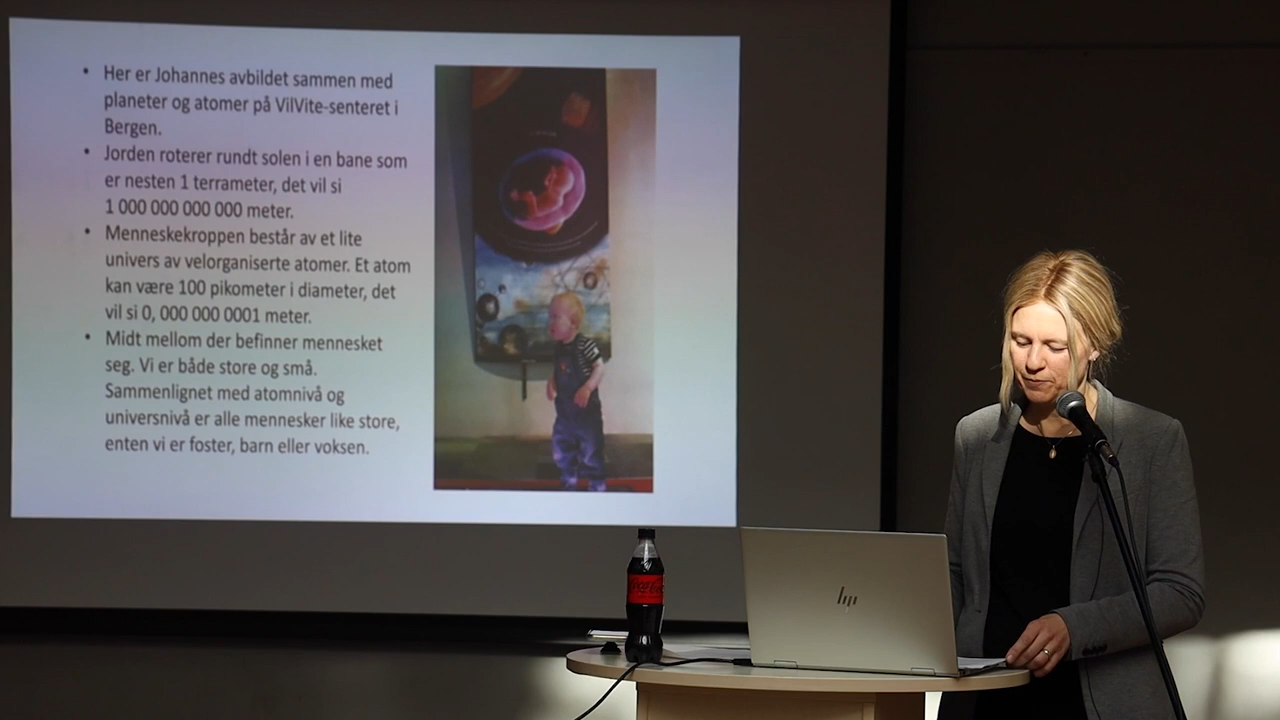 • Her er Johannes avbildet sammen med
planeter og atomer på VilVite-senteret i
Bergen.
• Jorden roterer rundt solen i en bane som
er nesten 1 terrameter, det vil si
1 000 000 000 000 meter.
• Menneskekroppen består av et lite
univers av velorganiserte atomer. Et atom
kan være 100 pikometer i diameter, det
vil si 0, 000 000 0001 meter.
• Midt mellom der befinner mennesket
seg. Vi er både store og små.
Sammenlignet med atomnivå og
universnivå er alle mennesker like store,
enten vi er foster, barn eller voksen.
Coca-Cola
hp